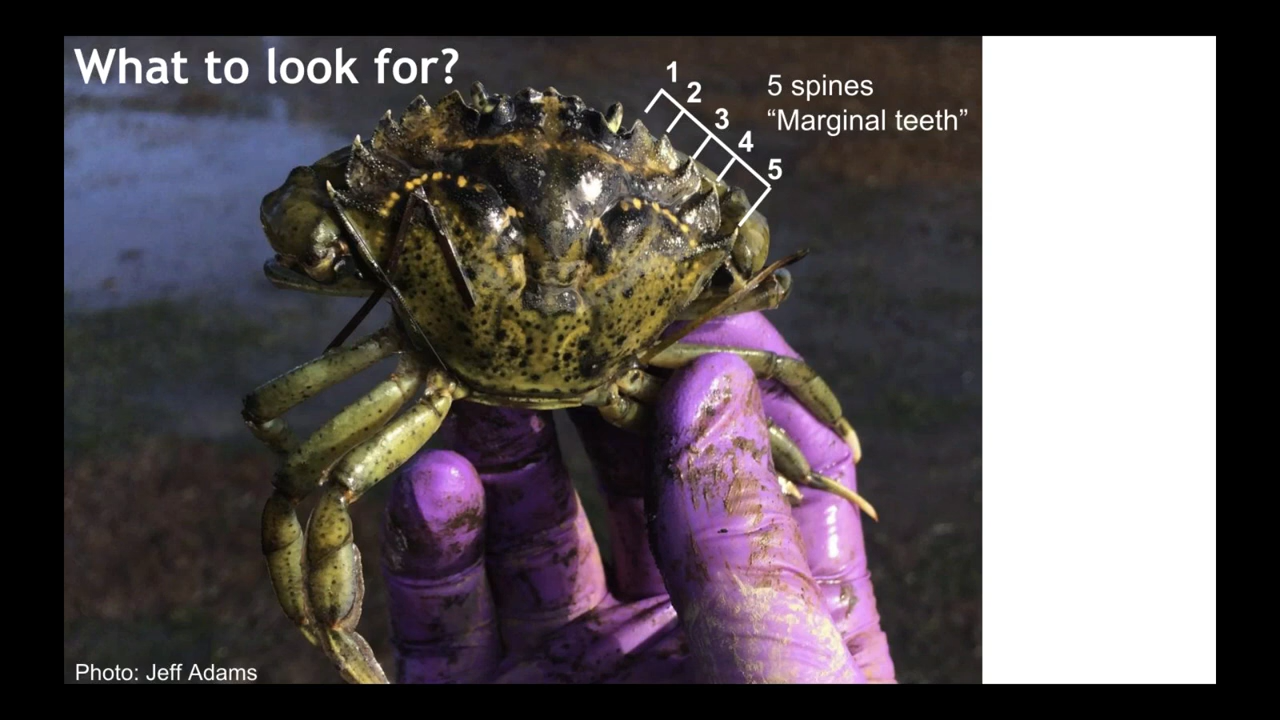 What to look for?
1
2
3
4
5
5 spines
“Marginal teeth”
Photo: Jeff Adams